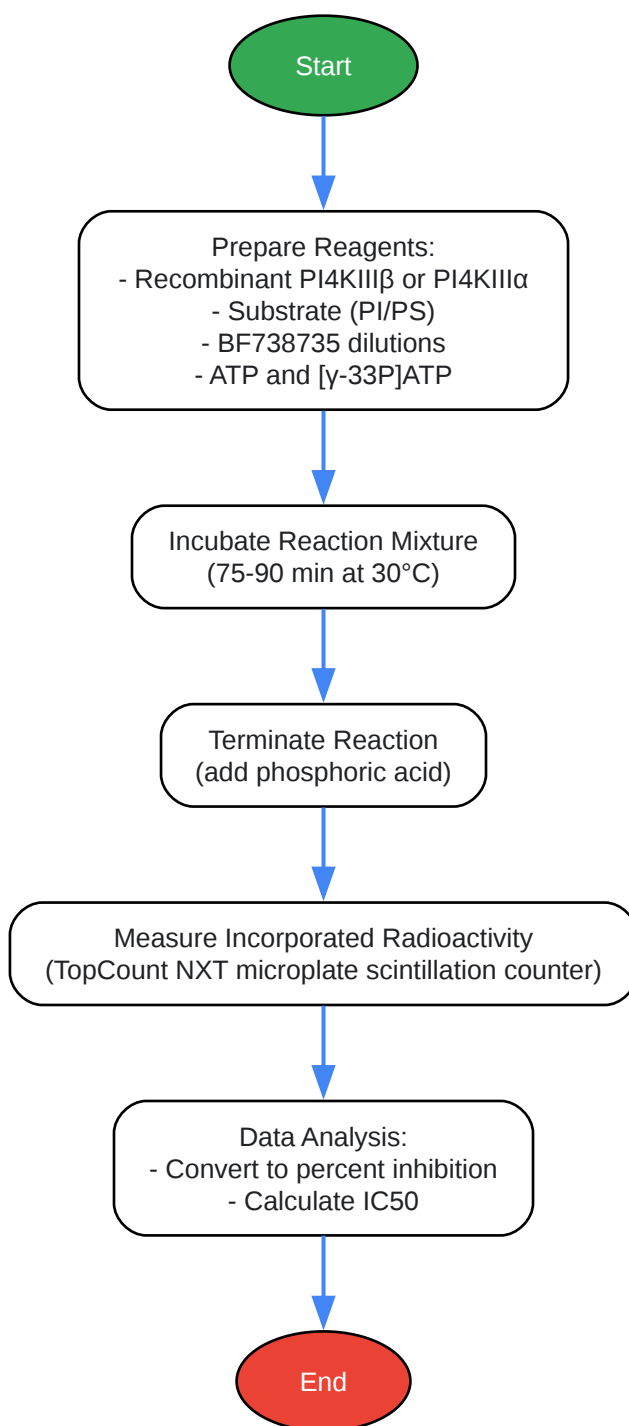 Start
Prepare Reagents:
- Recombinant PI4KIIIβ or PI4KIIIα
- Substrate (PI/PS)
- BF738735 dilutions
- ATP and [γ-33P]ATP
Incubate Reaction Mixture
(75-90 min at 30°C)
Terminate Reaction
(add phosphoric acid)
Measure Incorporated Radioactivity
(TopCount NXT microplate scintillation counter)
Data Analysis:
- Convert to percent inhibition
- Calculate IC50
End